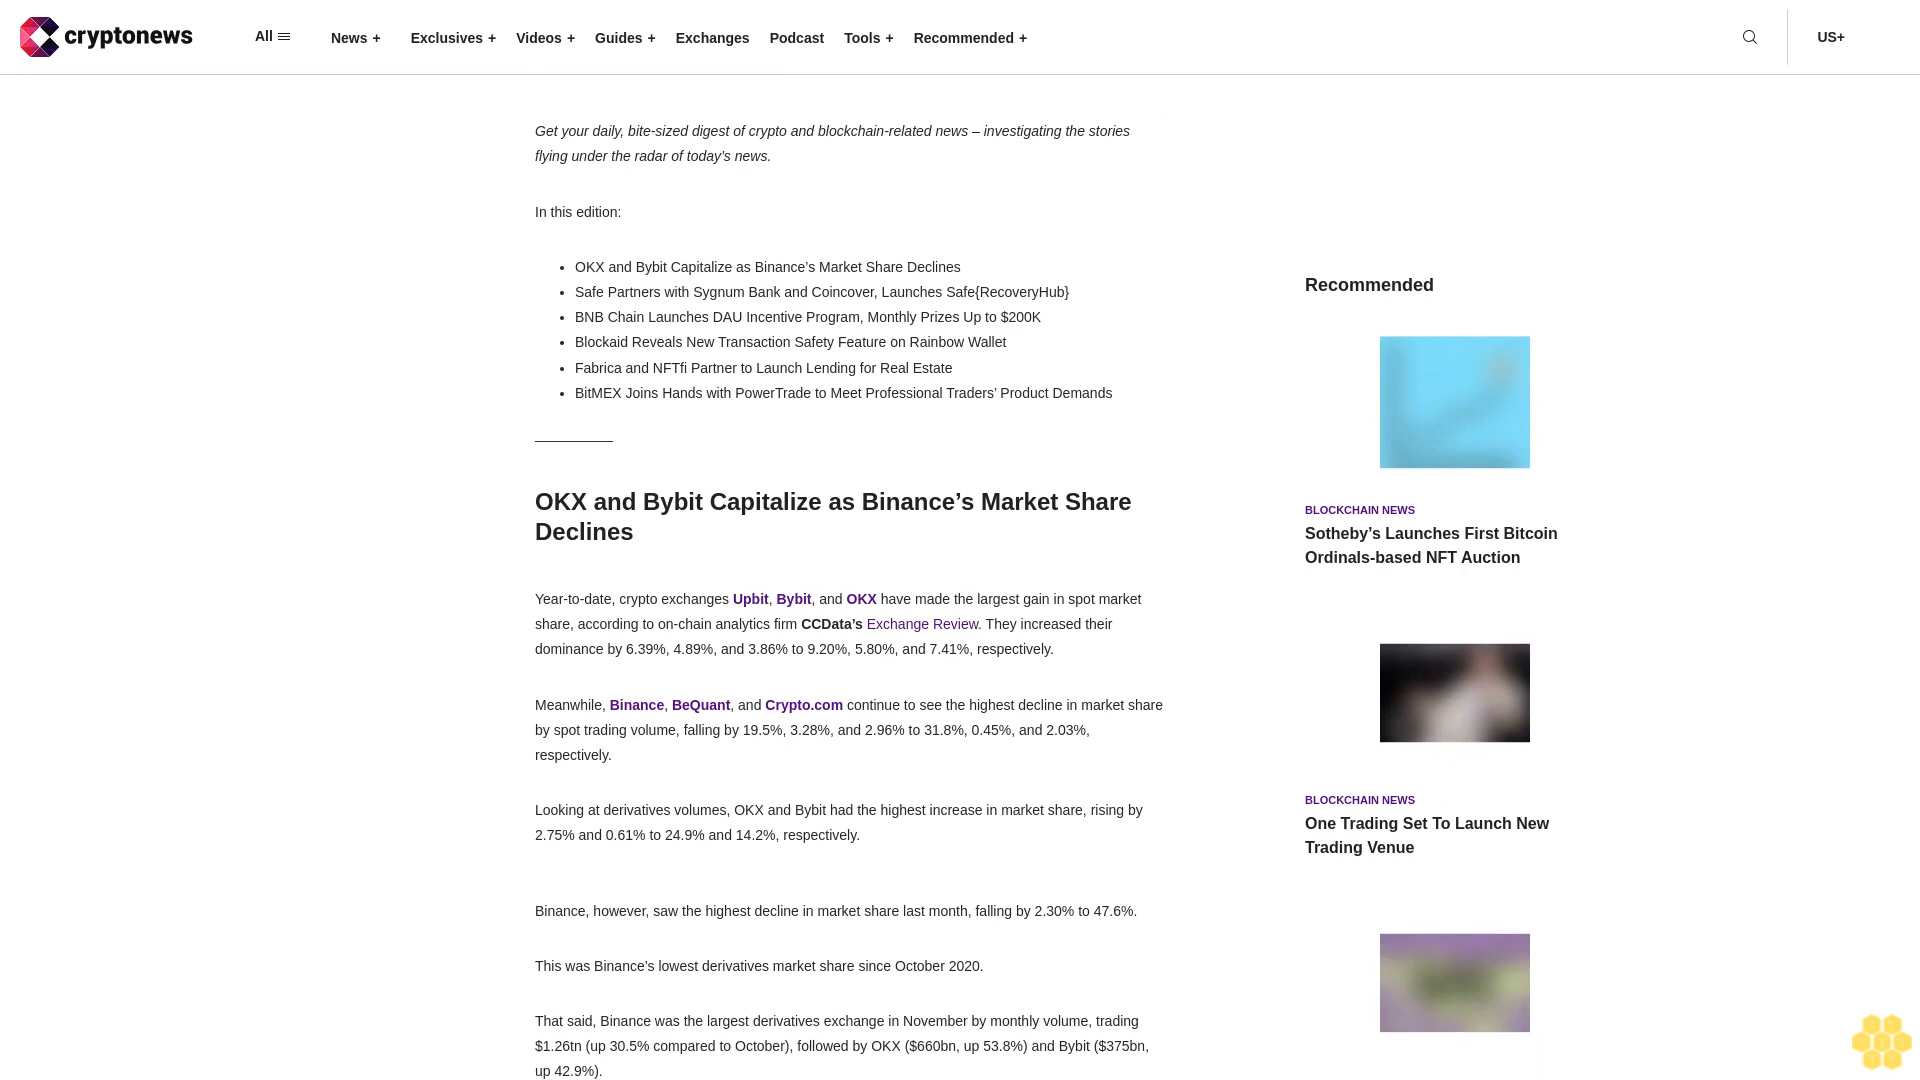 cryptonews
All
News +
Exclusives +
Videos +
Guides +
Exchanges
Podcast
Tools +
Recommended +
US+
Get your daily, bite-sized digest of crypto and blockchain-related news – investigating the stories
flying under the radar of today’s news.
In this edition:
OKX and Bybit Capitalize as Binance’s Market Share Declines
Safe Partners with Sygnum Bank and Coincover, Launches Safe{RecoveryHub}
BNB Chain Launches DAU Incentive Program, Monthly Prizes Up to $200K
Blockaid Reveals New Transaction Safety Feature on Rainbow Wallet
Fabrica and NFTfi Partner to Launch Lending for Real Estate
BitMEX Joins Hands with PowerTrade to Meet Professional Traders’ Product Demands
__________
OKX and Bybit Capitalize as Binance’s Market Share
Declines
Year-to-date, crypto exchanges Upbit, Bybit, and OKX have made the largest gain in spot market
share, according to on-chain analytics firm CCData’s Exchange Review. They increased their
dominance by 6.39%, 4.89%, and 3.86% to 9.20%, 5.80%, and 7.41%, respectively.
Meanwhile, Binance, BeQuant, and Crypto.com continue to see the highest decline in market share
by spot trading volume, falling by 19.5%, 3.28%, and 2.96% to 31.8%, 0.45%, and 2.03%,
respectively.
Looking at derivatives volumes, OKX and Bybit had the highest increase in market share, rising by
2.75% and 0.61% to 24.9% and 14.2%, respectively.
Binance, however, saw the highest decline in market share last month, falling by 2.30% to 47.6%.
This was Binance’s lowest derivatives market share since October 2020.
That said, Binance was the largest derivatives exchange in November by monthly volume, trading
$1.26tn (up 30.5% compared to October), followed by OKX ($660bn, up 53.8%) and Bybit ($375bn,
up 42.9%).
Recommended
BLOCKCHAIN NEWS
Sotheby’s Launches First Bitcoin
Ordinals-based NFT Auction
BLOCKCHAIN NEWS
One Trading Set To Launch New
Trading Venue